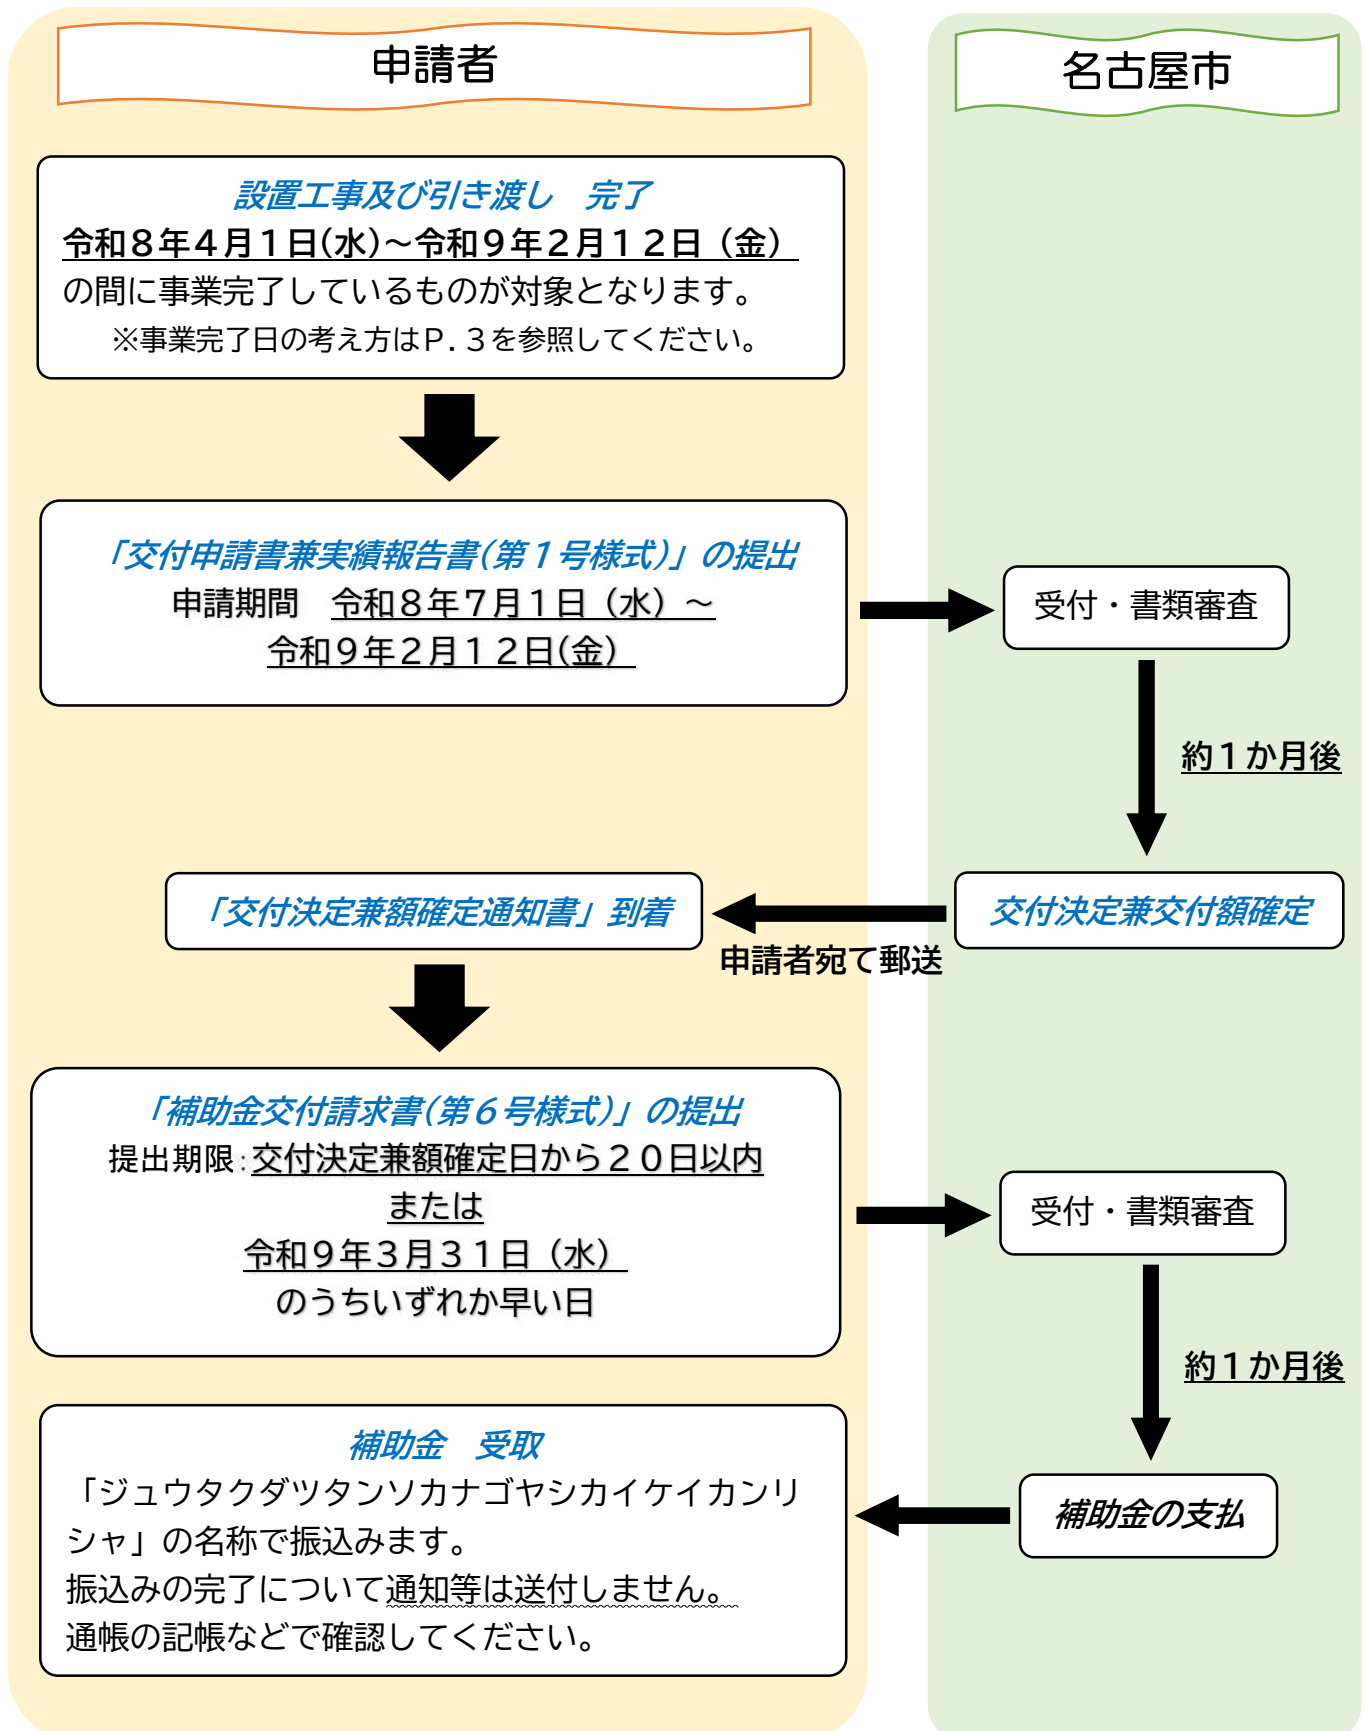 申請者
名古屋市
設置工事及び引き渡し　完了
令和８年４月１日(水)～令和９年２月１２日（金）
の間に事業完了しているものが対象となります。
※事業完了日の考え方はＰ．３を参照してください。
「交付申請書兼実績報告書(第１号様式)」の提出
申請期間　令和８年７月１日（水）～
令和９年２月１２日(金）
受付・書類審査
約１か月後
交付決定兼交付額確定
「交付決定兼額確定通知書」到着
申請者宛て郵送
「補助金交付請求書(第６号様式)」の提出
提出期限：交付決定兼額確定日から２０日以内
または
令和９年３月３１日（水）
のうちいずれか早い日
受付・書類審査
約１か月後
補助金の支払
補助金　受取
「ジュウタクダツタンソカナゴヤシカイケイカンリ
シャ」の名称で振込みます。
振込みの完了について通知等は送付しません。
通帳の記帳などで確認してください。